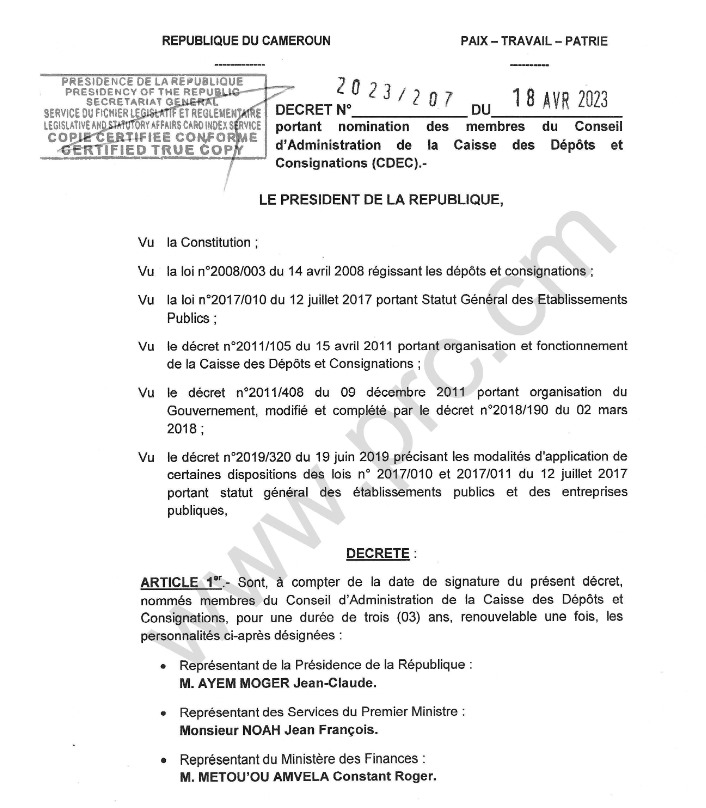 REPUBLIQUE DU CAMEROUN
PAIX – TRAVAIL – PATRIE
-------------
----------
PRESIDENCE DE LA REPUBLIQUE
PRESIDENCY OF THE REPUBLIC
SECRETARIAT GENERAL
SERVICE DU FICHIER LEGISLATIF ET REGLEMENTAIRE
LEGISLATIVE AND STATUTORY AFFAIRS CARD INDEX SERVICE
COPIE CERTIFIEE CONFORME
CERTIFIED TRUE COPY
DECRET N° 2023/207 DU 18 AVR 2023
portant nomination des membres du Conseil
d'Administration de la Caisse des Dépôts et
Consignations (CDEC).-
LE PRESIDENT DE LA REPUBLIQUE,
Vu la Constitution ;
Vu la loi n°2008/003 du 14 avril 2008 régissant les dépôts et consignations ;
Vu la loi n°2017/010 du 12 juillet 2017 portant Statut Général des Etablissements
Publics ;
Vu le décret n°2011/105 du 15 avril 2011 portant organisation et fonctionnement
de la Caisse des Dépôts et Consignations ;
Vu le décret n°2011/408 du 09 décembre 2011 portant organisation du
Gouvernement, modifié et complété par le décret n°2018/190 du 02 mars
2018 ;
Vu le décret n°2019/320 du 19 juin 2019 précisant les modalités d'application de
certaines dispositions des lois n° 2017/010 et 2017/011 du 12 juillet 2017
portant statut général des établissements publics et des entreprises
publiques,
DECRETE :
ARTICLE 1er.- Sont, à compter de la date de signature du présent décret,
nommés membres du Conseil d'Administration de la Caisse des Dépôts et
Consignations, pour une durée de trois (03) ans, renouvelable une fois, les
personnalités ci-après désignées :
• Représentant de la Présidence de la République :
M. AYEM MOGER Jean-Claude.
• Représentant des Services du Premier Ministre :
Monsieur NOAH Jean François.
• Représentant du Ministère des Finances :
M. METOU'OU AMVELA Constant Roger.
www.prc.cm